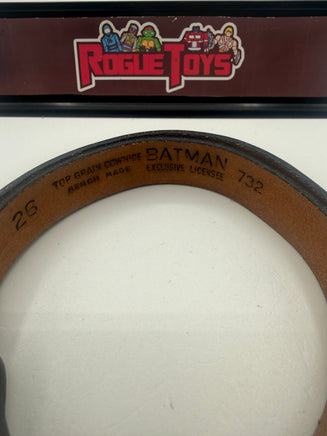 ROGUE TOYS
26
TOP GRAIN COWHIDE
BENCH MADE
BATMAN
EXCLUSIVE LICENSEE
732